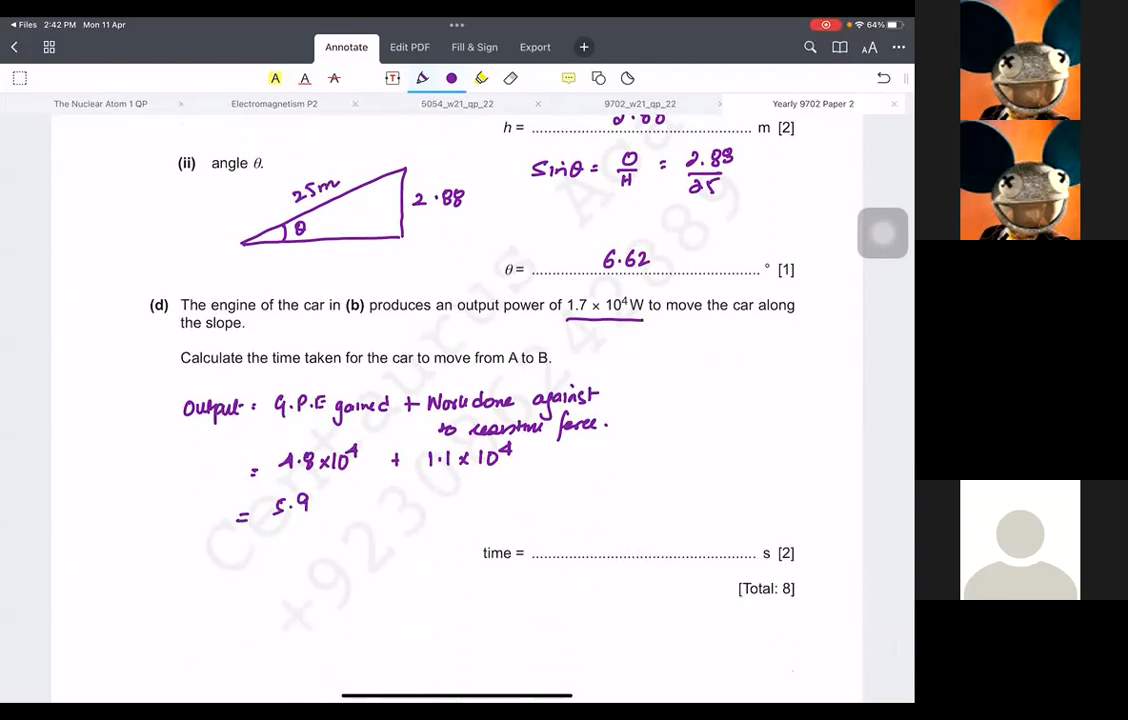 Files 2:42 PM Mon 11 Apr 64%
Annotate Edit PDF Fill & Sign Export
The Nuclear Atom 1 QP Electromagnetism P2 5054_w21_qp_22 9702_w21_qp_22 Yearly 9702 Paper 2
h = m [2]
(ii) angle θ.
25m
2.88
θ
Sinθ = O/H = 2.88/25
θ = 6.62 ° [1]
(d) The engine of the car in (b) produces an output power of 1.7 × 10⁴ W to move the car along
the slope.
Calculate the time taken for the car to move from A to B.
Output = G.P.E gained + Work done against
to resistive force.
= 4.8 × 10⁴ + 1.1 × 10⁴
= 5.9
time = s [2]
[Total: 8]
Centaurus Aga
+923086242389